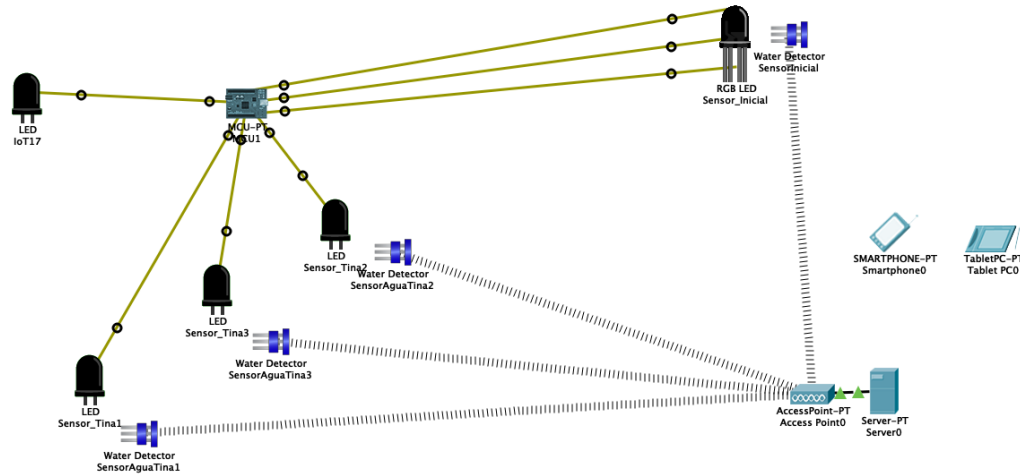 Water Detector
SensorInicial
RGB LED
Sensor_Inicial
LED
IoT17
MCU-PT
MCU1
LED
Sensor_Tina2
Water Detector
SensorAguaTina2
SMARTPHONE-PT
Smartphone0
TabletPC-PT
Tablet PC0
LED
Sensor_Tina3
Water Detector
SensorAguaTina3
LED
Sensor_Tina1
AccessPoint-PT
Access Point0
Server-PT
Server0
Water Detector
SensorAguaTina1